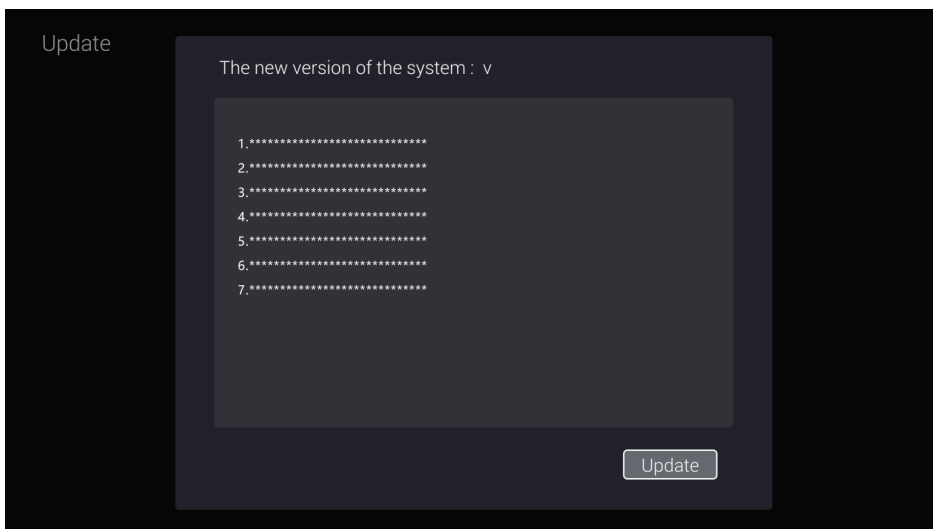 Update
The new version of the system : v
1.*****************************
2.*****************************
3.*****************************
4.*****************************
5.*****************************
6.*****************************
7.*****************************
Update